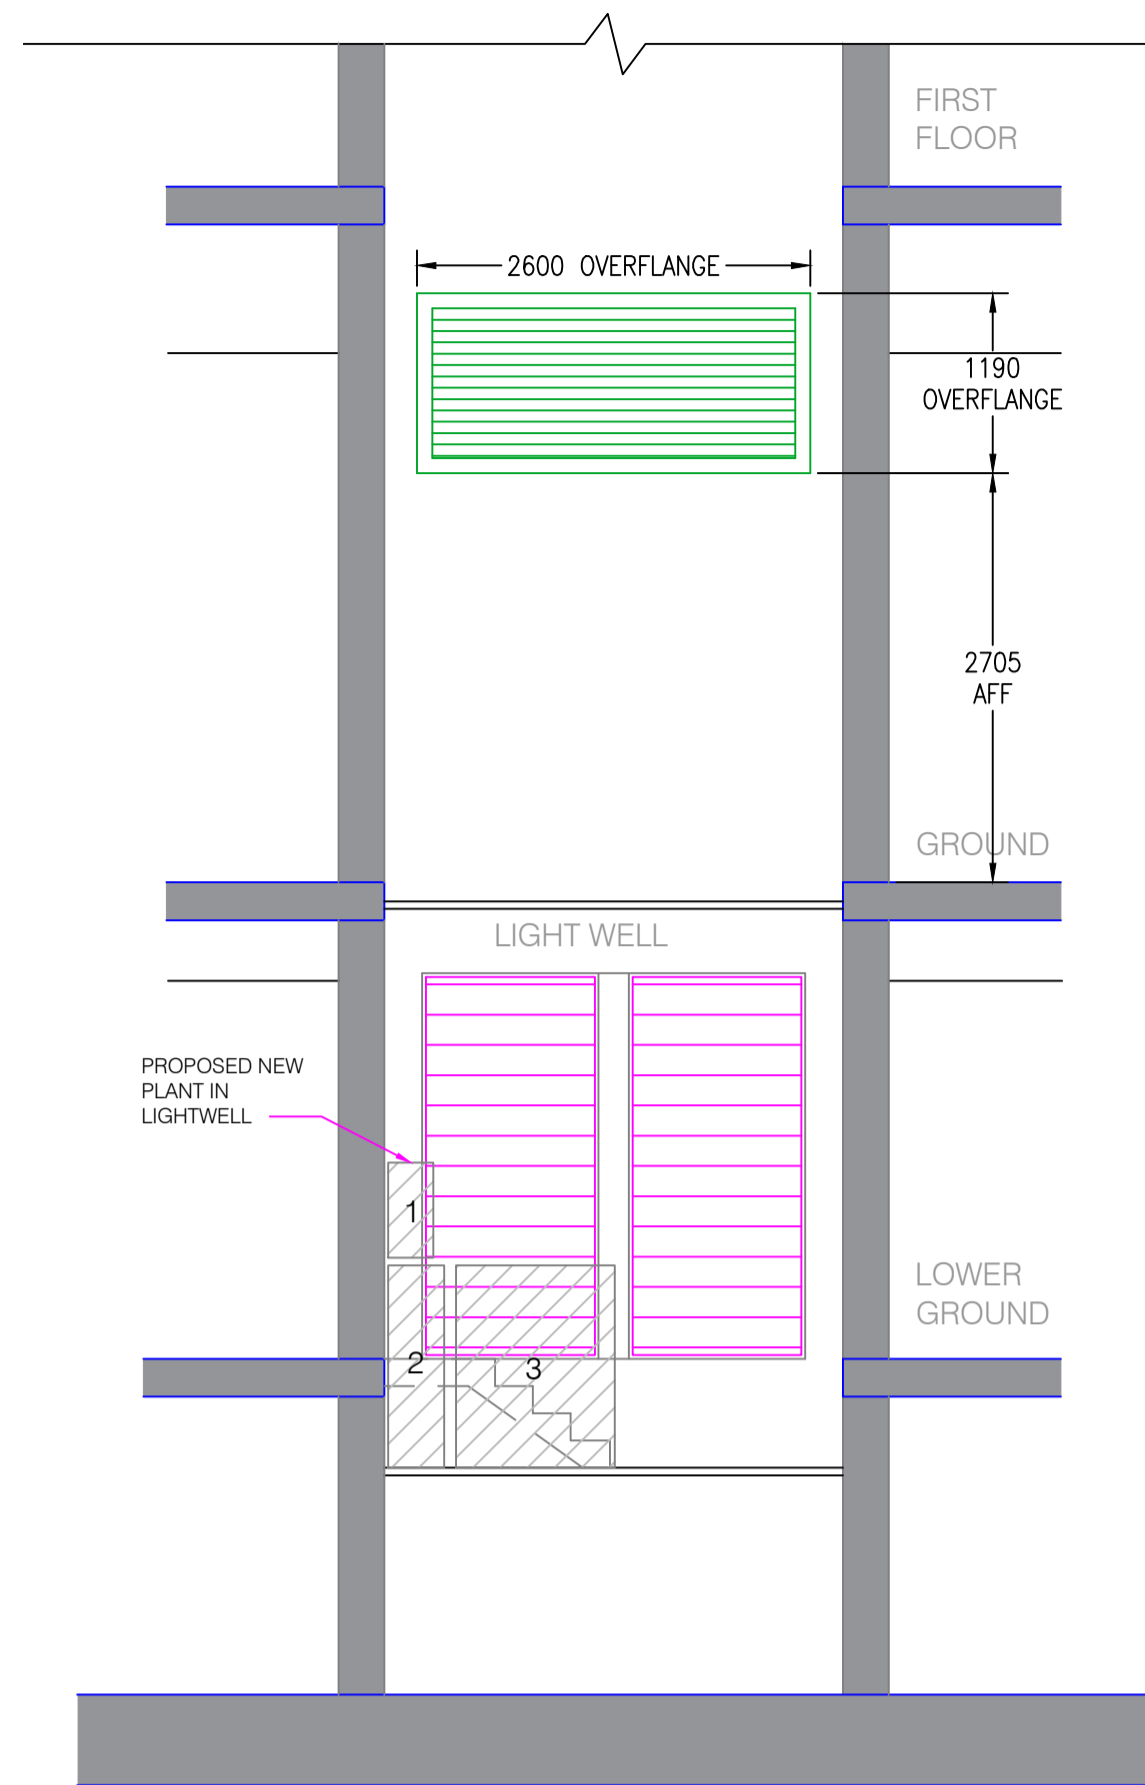 FIRST
FLOOR
2600 OVERFLANGE
1190
OVERFLANGE
2705
AFF
GROUND
LIGHT WELL
PROPOSED NEW
PLANT IN
LIGHTWELL
1
LOWER
GROUND
2
3